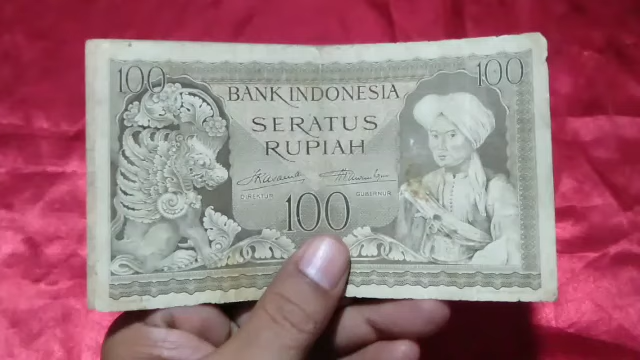 100
100
BANK INDONESIA
SERATUS
RUPIAH
DIREKTUR
GUBERNUR
100